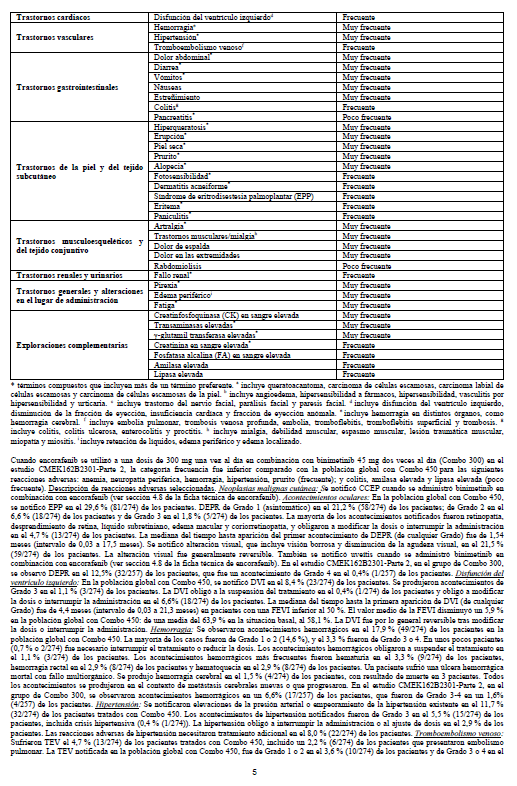 Trastornos cardíacos Disfunción del ventrículo izquierdo d Frecuente
Trastornos vasculares
Hemorragia e Muy frecuente
Hipertensión* Muy frecuente
Tromboembolismo venoso f Frecuente
Trastornos gastrointestinales
Dolor abdominal* Muy frecuente
Diarrea* Muy frecuente
Vómitos* Muy frecuente
Náuseas Muy frecuente
Estreñimiento Muy frecuente
Colitis g Frecuente
Pancreatitis* Poco frecuente
Trastornos de la piel y del tejido
subcutáneo
Hiperqueratosis* Muy frecuente
Erupción* Muy frecuente
Piel seca* Muy frecuente
Prurito* Muy frecuente
Alopecia* Muy frecuente
Fotosensibilidad* Frecuente
Dermatitis acneiforme* Frecuente
Síndrome de eritrodisestesia palmoplantar (EPP) Frecuente
Eritema* Frecuente
Paniculitis* Frecuente
Trastornos musculoesqueléticos y
del tejido conjuntivo
Artralgia* Muy frecuente
Trastornos musculares/mialgia h Muy frecuente
Dolor de espalda Muy frecuente
Dolor en las extremidades Muy frecuente
Rabdomiólisis Poco frecuente
Trastornos renales y urinarios Fallo renal* Frecuente
Trastornos generales y alteraciones
en el lugar de administración
Pirexia* Muy frecuente
Edema periférico i Muy frecuente
Fatiga* Muy frecuente
Exploraciones complementarias
Creatinfosfoquinasa (CK) en sangre elevada Muy frecuente
Transaminasas elevadas* Muy frecuente
γ-glutamil transferasa elevadas* Muy frecuente
Creatinina en sangre elevada* Frecuente
Fosfatasa alcalina (FA) en sangre elevada Frecuente
Amilasa elevada Frecuente
Lipasa elevada Frecuente
* términos compuestos que incluyen más de un término preferente. a incluye queratoacantoma, carcinoma de células escamosas, carcinoma labial de
células escamosas y carcinoma de células escamosas de la piel. b incluye angioedema, hipersensibilidad a fármacos, hipersensibilidad, vasculitis por
hipersensibilidad y urticaria. c incluye trastorno del nervio facial, parálisis facial y paresia facial. d incluye disfunción del ventrículo izquierdo,
disminución de la fracción de eyección, insuficiencia cardiaca y fracción de eyección anómala. e incluye hemorragia en distintos órganos, como
hemorragia cerebral. f incluye embolia pulmonar, trombosis venosa profunda, embolia, tromboflebitis, tromboflebitis superficial y trombosis. g
incluye colitis, colitis ulcerosa, enterocolitis y proctitis. h incluye mialgia, debilidad muscular, espasmo muscular, lesión traumática muscular,
miopatía y miositis. i incluye retención de líquidos, edema periférico y edema localizado.
Cuando encorafenib se utilizó a una dosis de 300 mg una vez al día en combinación con binimetinib 45 mg dos veces al día (Combo 300) en el
estudio CMEK162B2301-Parte 2, la categoría frecuente fue inferior comparado con la población global con Combo 450 para las siguientes
reacciones adversas: anemia, neuropatía periférica, hemorragia, hipertensión, prurito (frecuente); y colitis, amilasa elevada y lipasa elevada (poco
frecuente). Descripción de reacciones adversas seleccionadas. Neoplasias malignas cutánea: Se notificó CCEP cuando se administró binimetinib en
combinación con encorafenib (ver sección 4.8 de la ficha técnica de encorafenib). Acontecimientos oculares: En la población global con Combo 450,
se notificó EPP en el 29,6 % (81/274) de los pacientes. DEPR de Grado 1 (asintomático) en el 21,2 % (58/274) de los pacientes; de Grado 2 en el
6,6 % (18/274) de los pacientes y de Grado 3 en el 1,8 % (5/274) de los pacientes. La mayoría de los acontecimientos notificados fueron retinopatía,
desprendimiento de retina, líquido subretiniano, edema macular y coriorretinopatía, y obligaron a modificar la dosis o interrumpir la administración
en el 4,7 % (13/274) de los pacientes. La mediana del tiempo hasta aparición del primer acontecimiento de DEPR (de cualquier Grado) fue de 1,54
meses (intervalo de 0,03 a 17,5 meses). Se notificó alteración visual, que incluye visión borrosa y disminución de la agudeza visual, en el 21,5 %
(59/274) de los pacientes. La alteración visual fue generalmente reversible. También se notificó uveítis cuando se administró binimetinib en
combinación con encorafenib (ver sección 4.8 de la ficha técnica de encorafenib). En el estudio CMEK162B2301-Parte 2, en el grupo de Combo 300,
se observó DEPR en el 12,5% (32/257) de los pacientes, que fue un acontecimiento de Grado 4 en el 0,4% (1/257) de los pacientes. Disfunción del
ventrículo izquierdo: En la población global con Combo 450, se notificó DVI en el 8,4 % (23/274) de los pacientes. Se produjeron acontecimientos de
Grado 3 en el 1,1 % (3/274) de los pacientes. La DVI obligó a la suspensión del tratamiento en el 0,4% (1/274) de los pacientes y obligo a modificar
la dosis o interrumpir la administración en el 6,6% (18/274) de los pacientes. La mediana del tiempo hasta la primera aparición de DVI (de cualquier
Grado) fue de 4,4 meses (intervalo de 0,03 a 21,3 meses) en pacientes con una FEVI inferior al 50 %. El valor medio de la FEVI disminuyó un 5,9 %
en la población global con Combo 450: de una media del 63,9 % en la situación basal, al 58,1 %. La DVI fue por lo general reversible tras modificar
la dosis o interrumpir la administración. Hemorragia: Se observaron acontecimientos hemorrágicos en el 17,9% (49/274) de los pacientes en la
población global con Combo 450. La mayoría de los casos fueron de Grado 1 o 2 (14,6 %), y el 3,3 % fueron de Grado 3 o 4. En unos pocos pacientes
(0,7 % o 2/274) fue necesario interrumpir el tratamiento o reducir la dosis. Los acontecimientos hemorrágicos obligaron a suspender el tratamiento en
el 1,1 % (3/274) de los pacientes. Los acontecimientos hemorrágicos más frecuentes fueron hematuria en el 3,3 % (9/274) de los pacientes,
hemorragia rectal en el 2,9 % (8/274) de los pacientes y hematoquecia en el 2,9 % (8/274) de los pacientes. Un paciente sufrió una úlcera hemorrágica
mortal con fallo multiorgánico. Se produjo hemorragia cerebral en el 1,5 % (4/274) de los pacientes, con resultado de muerte en 3 pacientes. Todos
los acontecimientos se produjeron en el contexto de metástasis cerebrales nuevas o que progresaron. En el estudio CMEK162B2301-Parte 2, en el
grupo de Combo 300, se observaron acontecimientos hemorrágicos en un 6,6% (17/257) de los pacientes, que fueron de Grado 3-4 en un 1,6%
(4/257) de los pacientes. Hipertensión: Se notificaron elevaciones de la presión arterial o empeoramiento de la hipertensión existente en el 11,7 %
(33/274) de los pacientes tratados con Combo 450. Los acontecimientos de hipertensión notificados fueron de Grado 3 en el 5,5 % (15/274) de los
pacientes, incluida crisis hipertensiva (0,4 % (1/274)). La hipertensión obligó a interrumpir la administración o al ajuste de dosis en el 2,9 % de los
pacientes. Las reacciones adversas de hipertensión necesitaron tratamiento adicional en el 8,0 % (22/274) de los pacientes. Tromboembolismo venoso:
Sufrieron TEV el 4,7 % (13/274) de los pacientes tratados con Combo 450, incluido un 2,2 % (6/274) de los pacientes que presentaron embolismo
pulmonar. La TEV notificada en la población global con Combo 450, fue de Grado 1 o 2 en el 3,6 % (10/274) de los pacientes y de Grado 3 o 4 en el
5